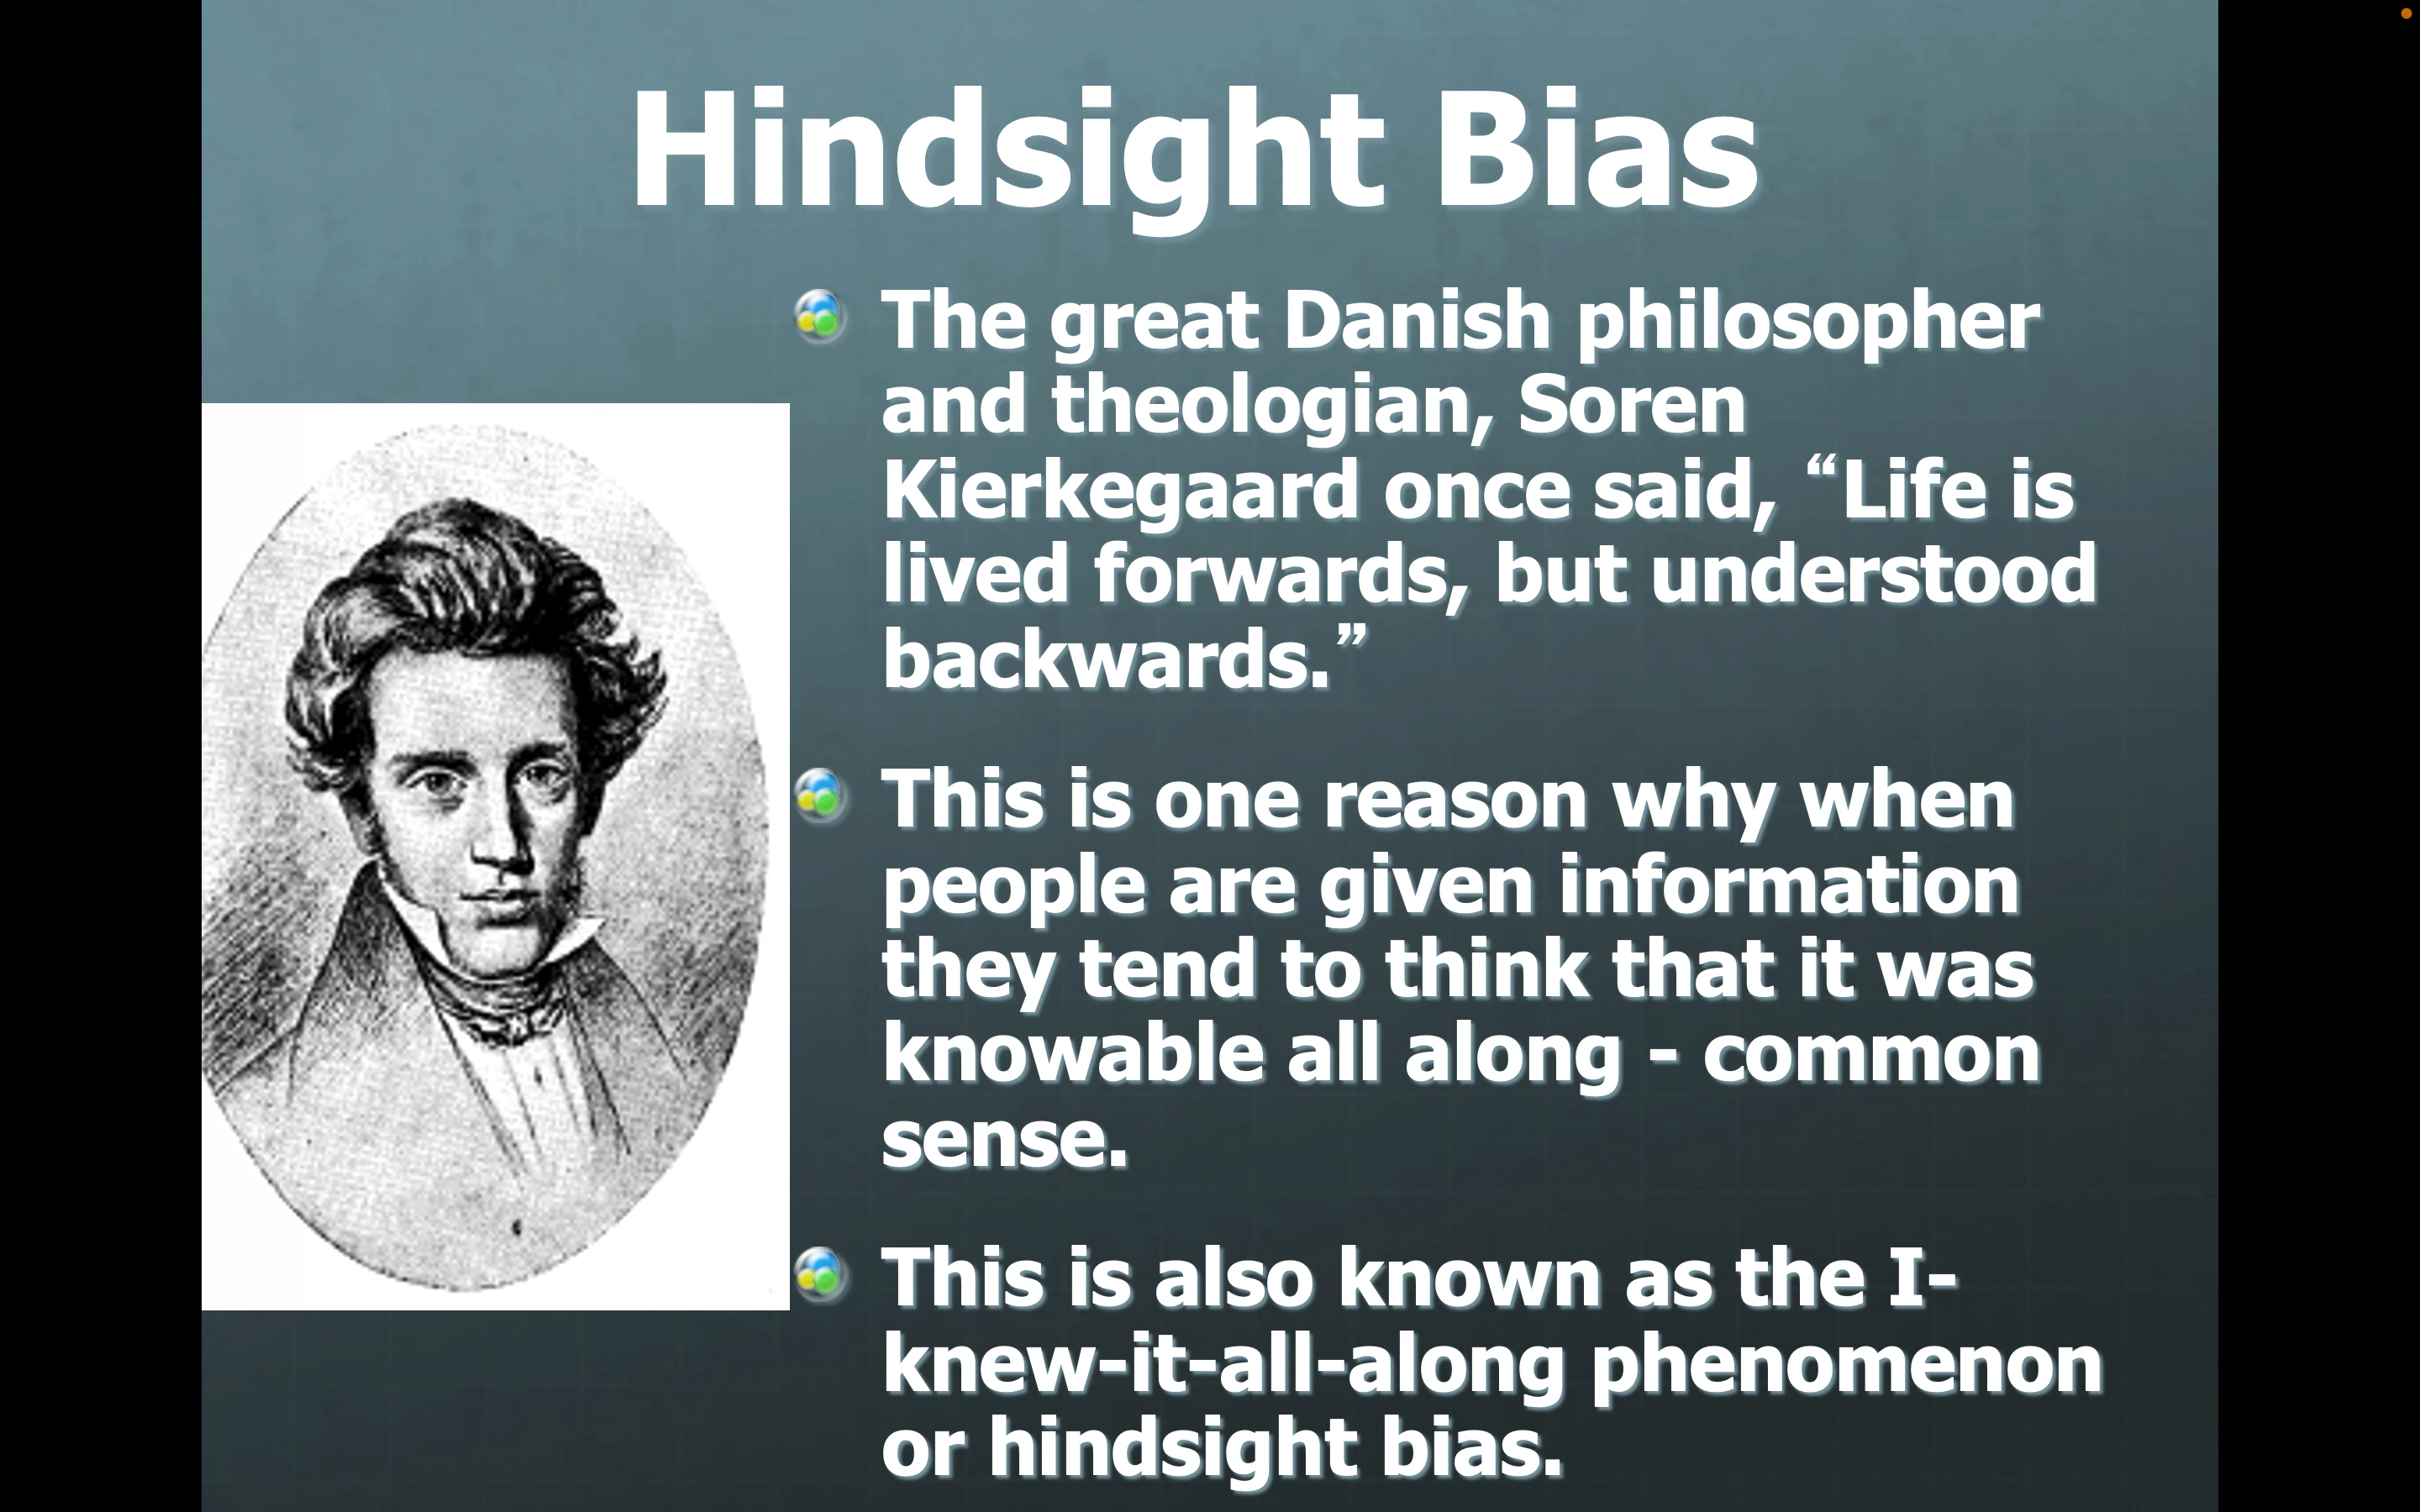 Hindsight Bias
The great Danish philosopher
and theologian, Soren
Kierkegaard once said, “Life is
lived forwards, but understood
backwards.”
This is one reason why when
people are given information
they tend to think that it was
knowable all along - common
sense.
This is also known as the I-
knew-it-all-along phenomenon
or hindsight bias.